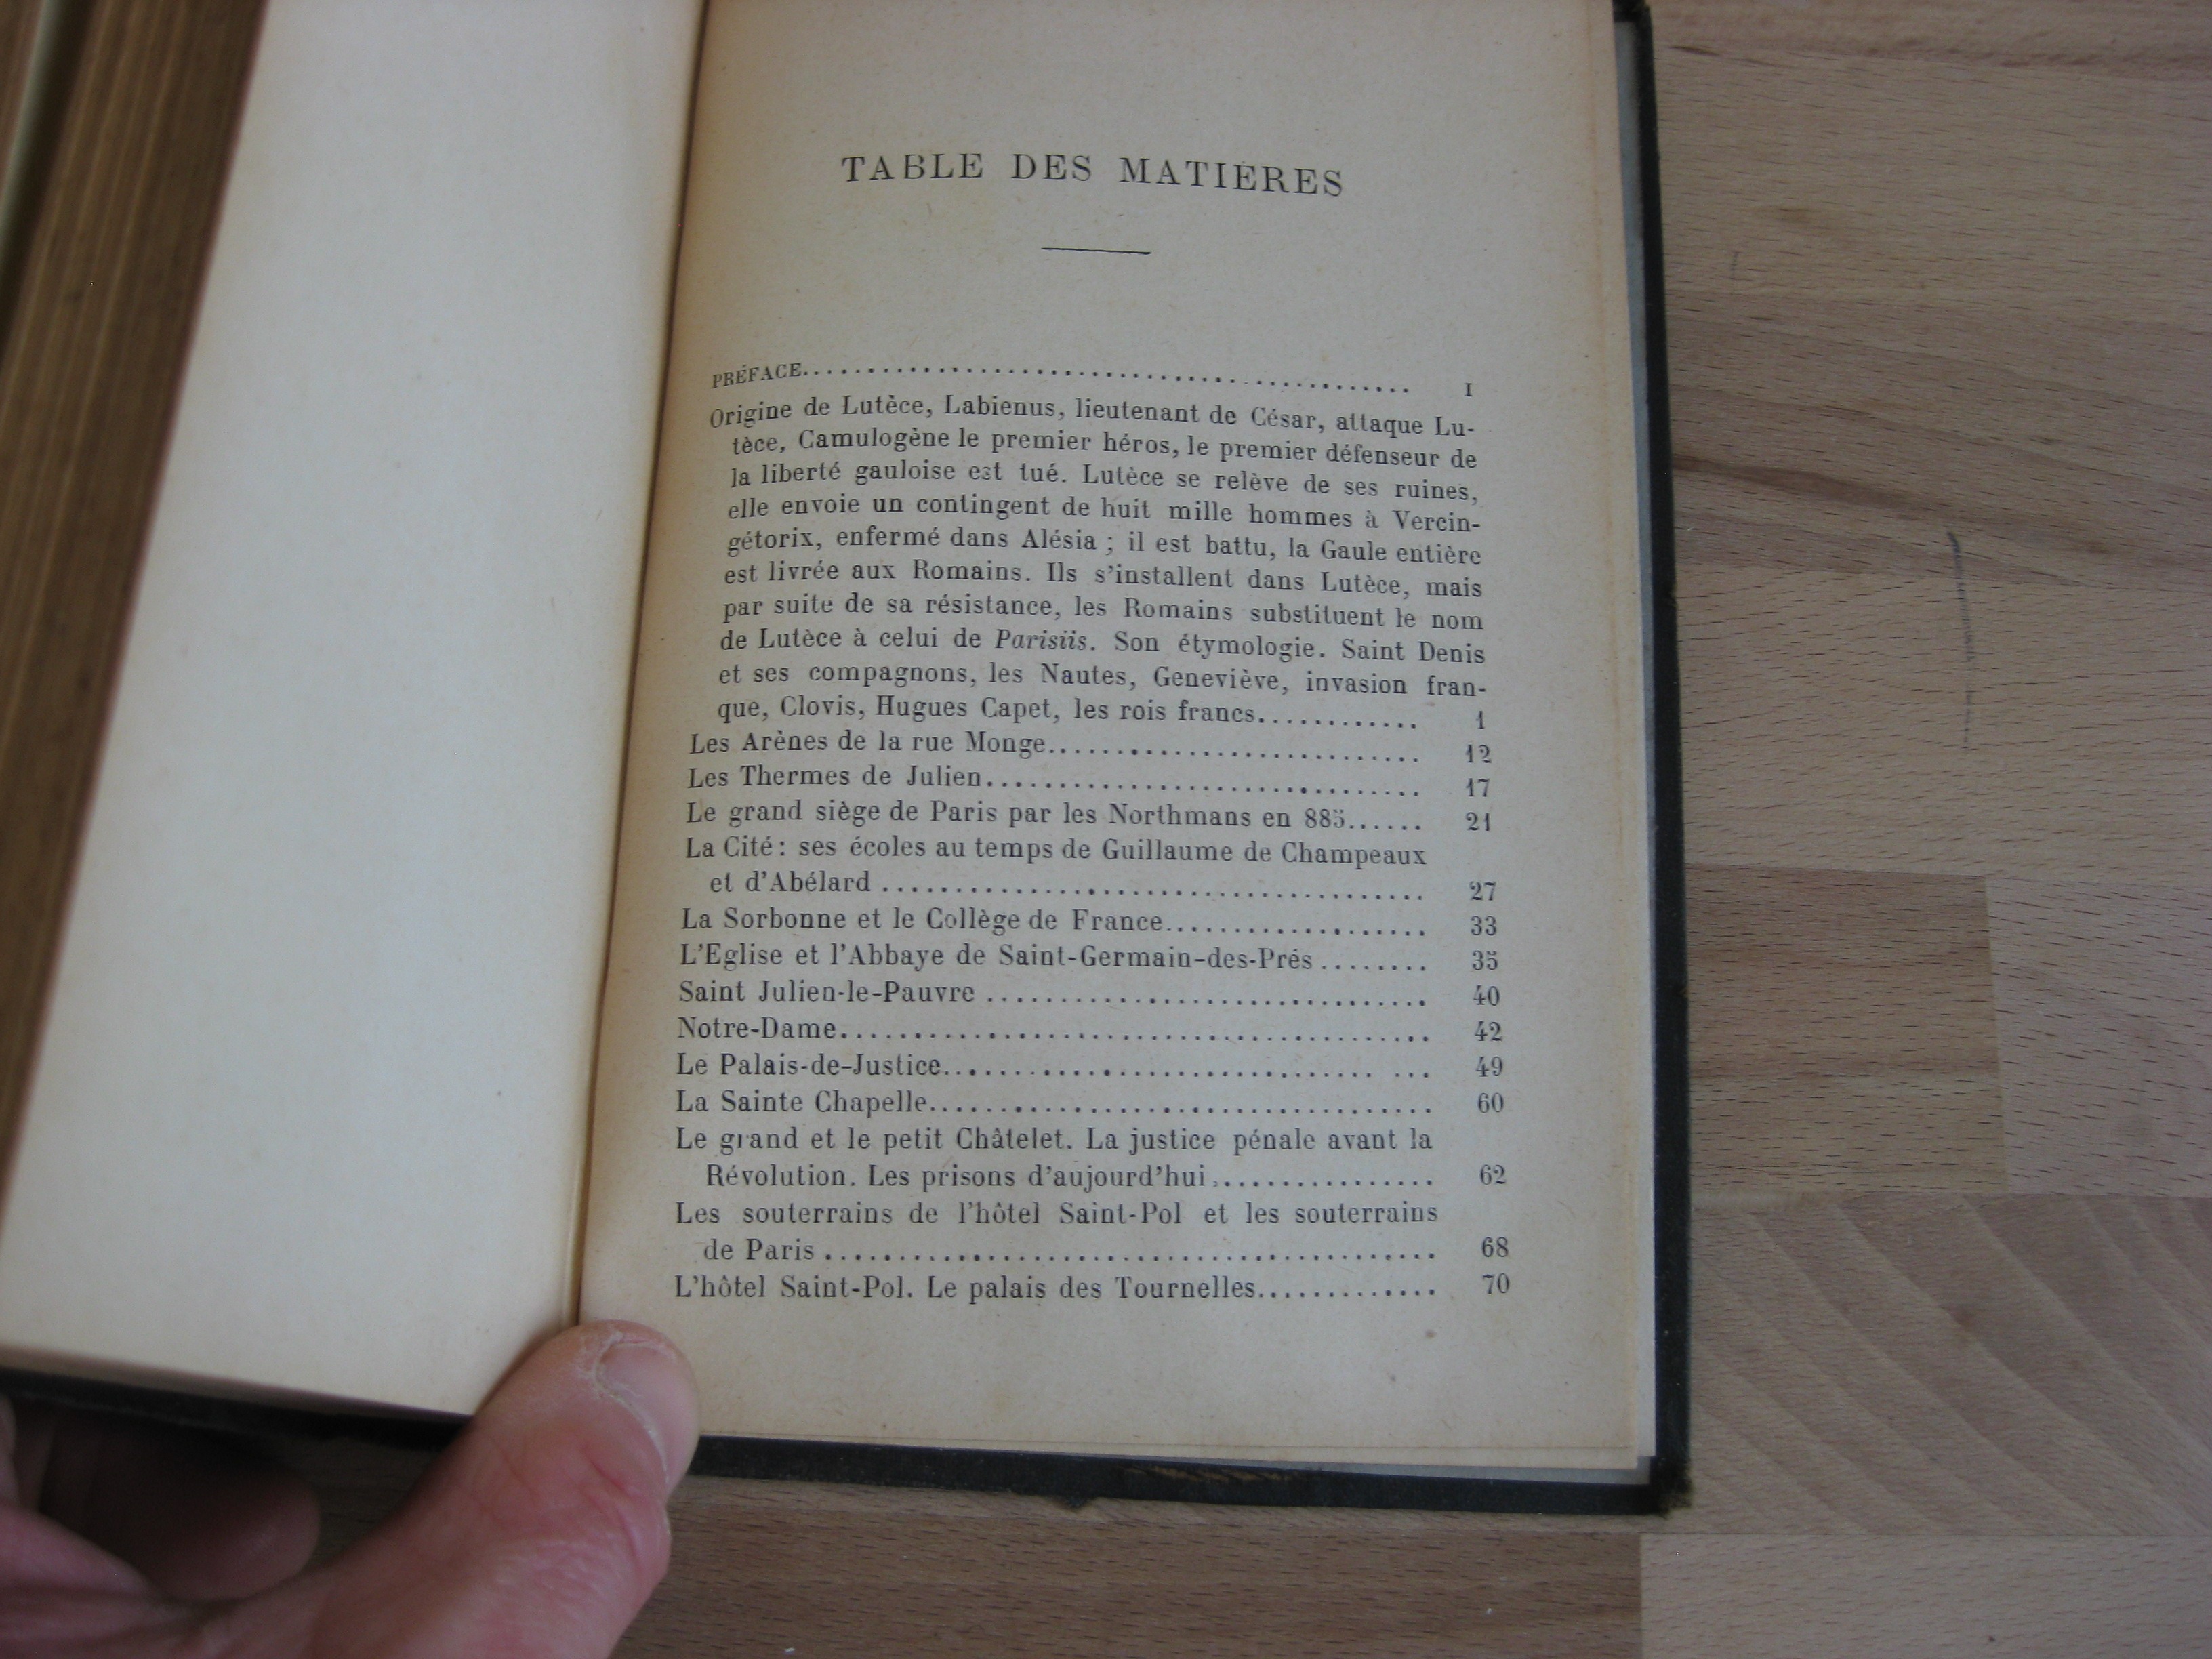 TABLE DES MATIÈRES
PRÉFACE............................................... I
Origine de Lutèce, Labienus, lieutenant de César, attaque Lu-
tèce, Camulogène le premier héros, le premier défenseur de
la liberté gauloise est tué. Lutèce se relève de ses ruines,
elle envoie un contingent de huit mille hommes à Vercin-
gétorix, enfermé dans Alésia ; il est battu, la Gaule entière
est livrée aux Romains. Ils s'installent dans Lutèce, mais
par suite de sa résistance, les Romains substituent le nom
de Lutèce à celui de Parisiis. Son étymologie. Saint Denis
et ses compagnons, les Nautes, Geneviève, invasion fran-
que, Clovis, Hugues Capet, les rois francs............ 1
Les Arènes de la rue Monge.......................... 12
Les Thermes de Julien............................... 17
Le grand siège de Paris par les Northmans en 885...... 21
La Cité : ses écoles au temps de Guillaume de Champeaux
et d'Abélard ...................................... 27
La Sorbonne et le Collège de France................... 33
L'Eglise et l'Abbaye de Saint-Germain-des-Prés ........ 35
Saint Julien-le-Pauvre ............................... 40
Notre-Dame......................................... 42
Le Palais-de-Justice.............................. ... 49
La Sainte Chapelle................................... 60
Le grand et le petit Châtelet. La justice pénale avant la
Révolution. Les prisons d'aujourd'hui................ 62
Les souterrains de l'hôtel Saint-Pol et les souterrains
de Paris ........................................... 68
L'hôtel Saint-Pol. Le palais des Tournelles............. 70